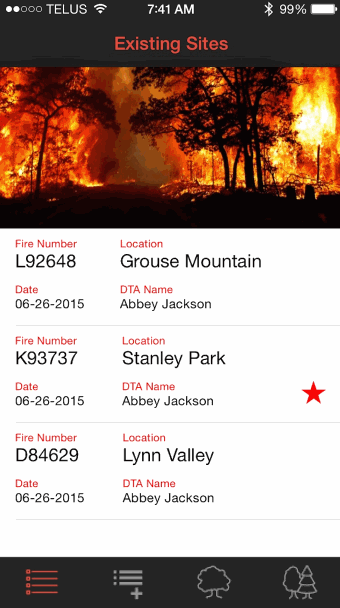 TELUS 7:41 AM 99%
Existing Sites
Fire Number Location
L92648 Grouse Mountain
Date DTA Name
06-26-2015 Abbey Jackson
Fire Number Location
K93737 Stanley Park
Date DTA Name
06-26-2015 Abbey Jackson
Fire Number Location
D84629 Lynn Valley
Date DTA Name
06-26-2015 Abbey Jackson